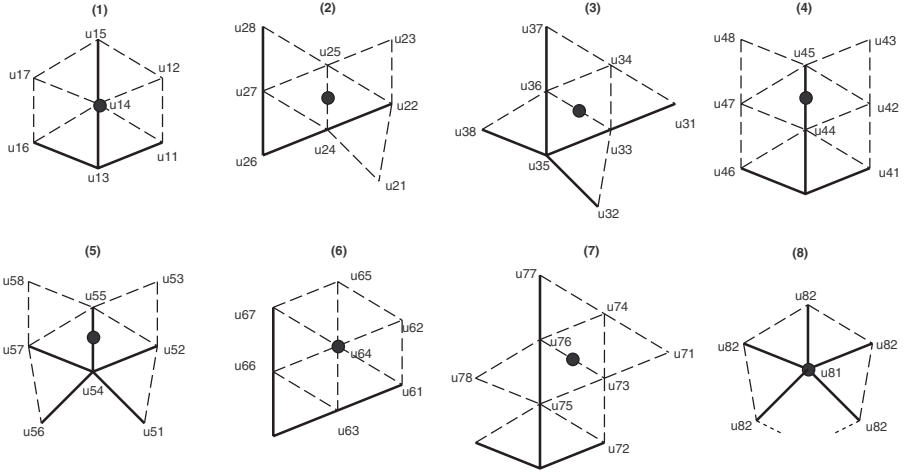 (1)
u15
u17
u12
u14
u16
u11
u13
(2)
u28
u23
u25
u27
u22
u26
u24
u21
(3)
u37
u34
u36
u31
u38
u33
u35
u32
(4)
u48
u45
u43
u47
u42
u44
u46
u41
(5)
u58
u53
u55
u57
u52
u54
u56
u51
(6)
u65
u67
u62
u64
u66
u61
u63
(7)
u77
u74
u76
u71
u78
u73
u75
u72
(8)
u82
u82
u82
u81
u82
u82